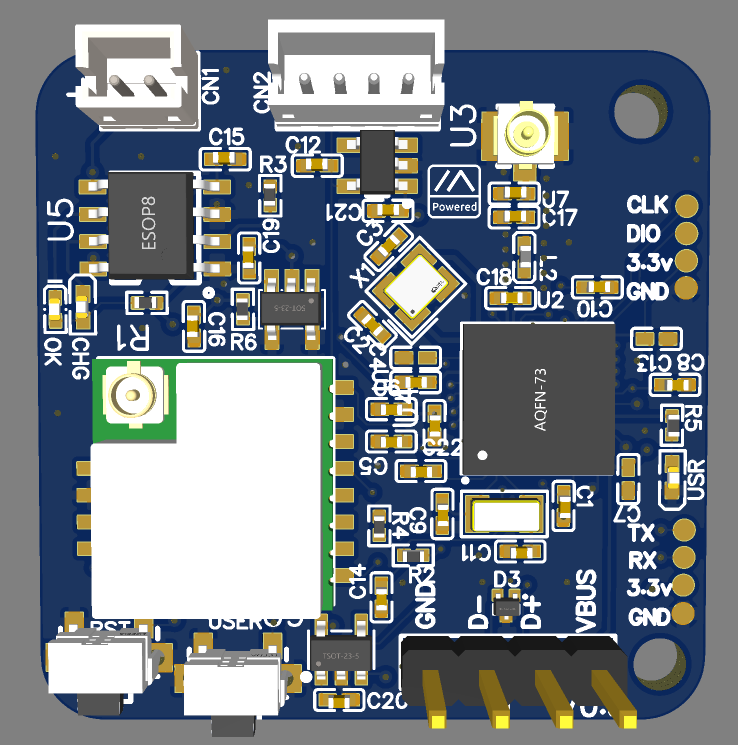 CN1
CN2
U3
C15
C12
R3
Powered
U7
C17
CLK
DIO
3.3v
GND
C21
U5
ESOP8
C19
C3
X1
C18
U2
C10
SOT-23-5
OK
CHG
R1
C16
R6
C2
C13
C8
AQFN-73
R5
C22
C5
USR
C7
C1
R4
C9
C11
TX
RX
3.3v
GND
C14
GND
D-
D3
D+
VBUS
RST
USER
TSOT-23-5
C20